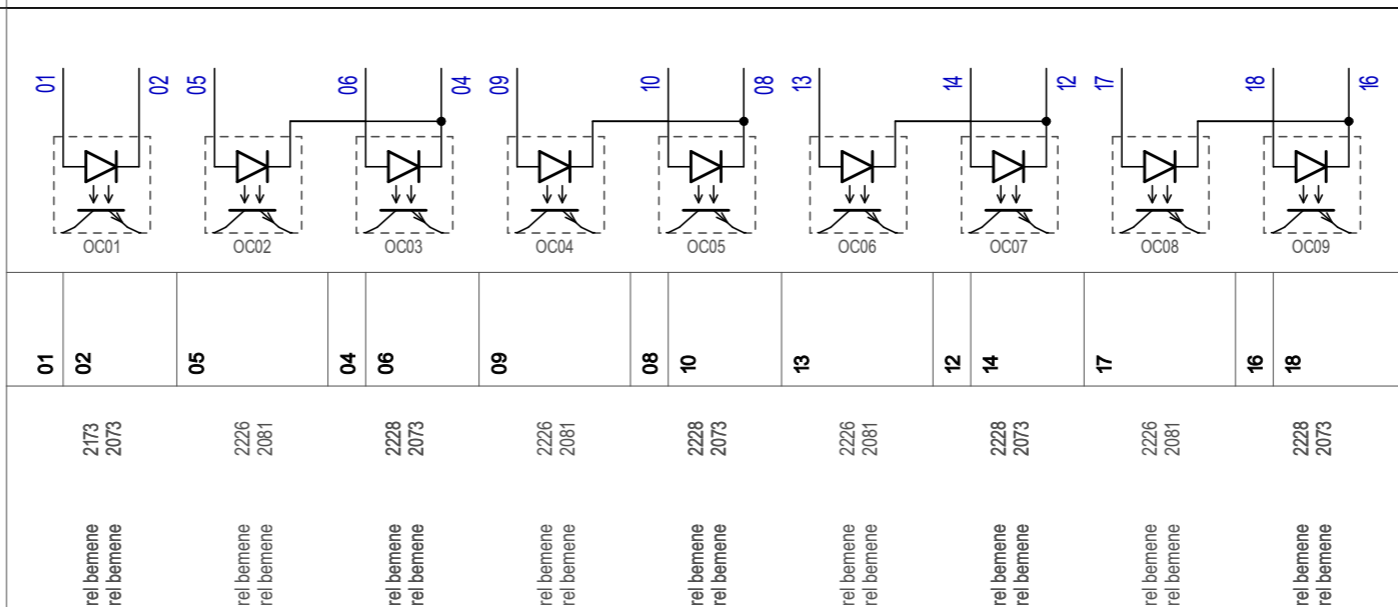 01 02 05 06 04 09 10 08 13 14 12 17 18 16
OC01 OC02 OC03 OC04 OC05 OC06 OC07 OC08 OC09
01 02 05 04 06 09 08 10 13 12 14 17 16 18
2173 2226 2228 2226 2228 2226 2228 2226 2228
2073 2081 2073 2081 2073 2081 2073 2081 2073
rel bemene rel bemene rel bemene rel bemene rel bemene rel bemene rel bemene rel bemene rel bemene
rel bemene rel bemene rel bemene rel bemene rel bemene rel bemene rel bemene rel bemene rel bemene